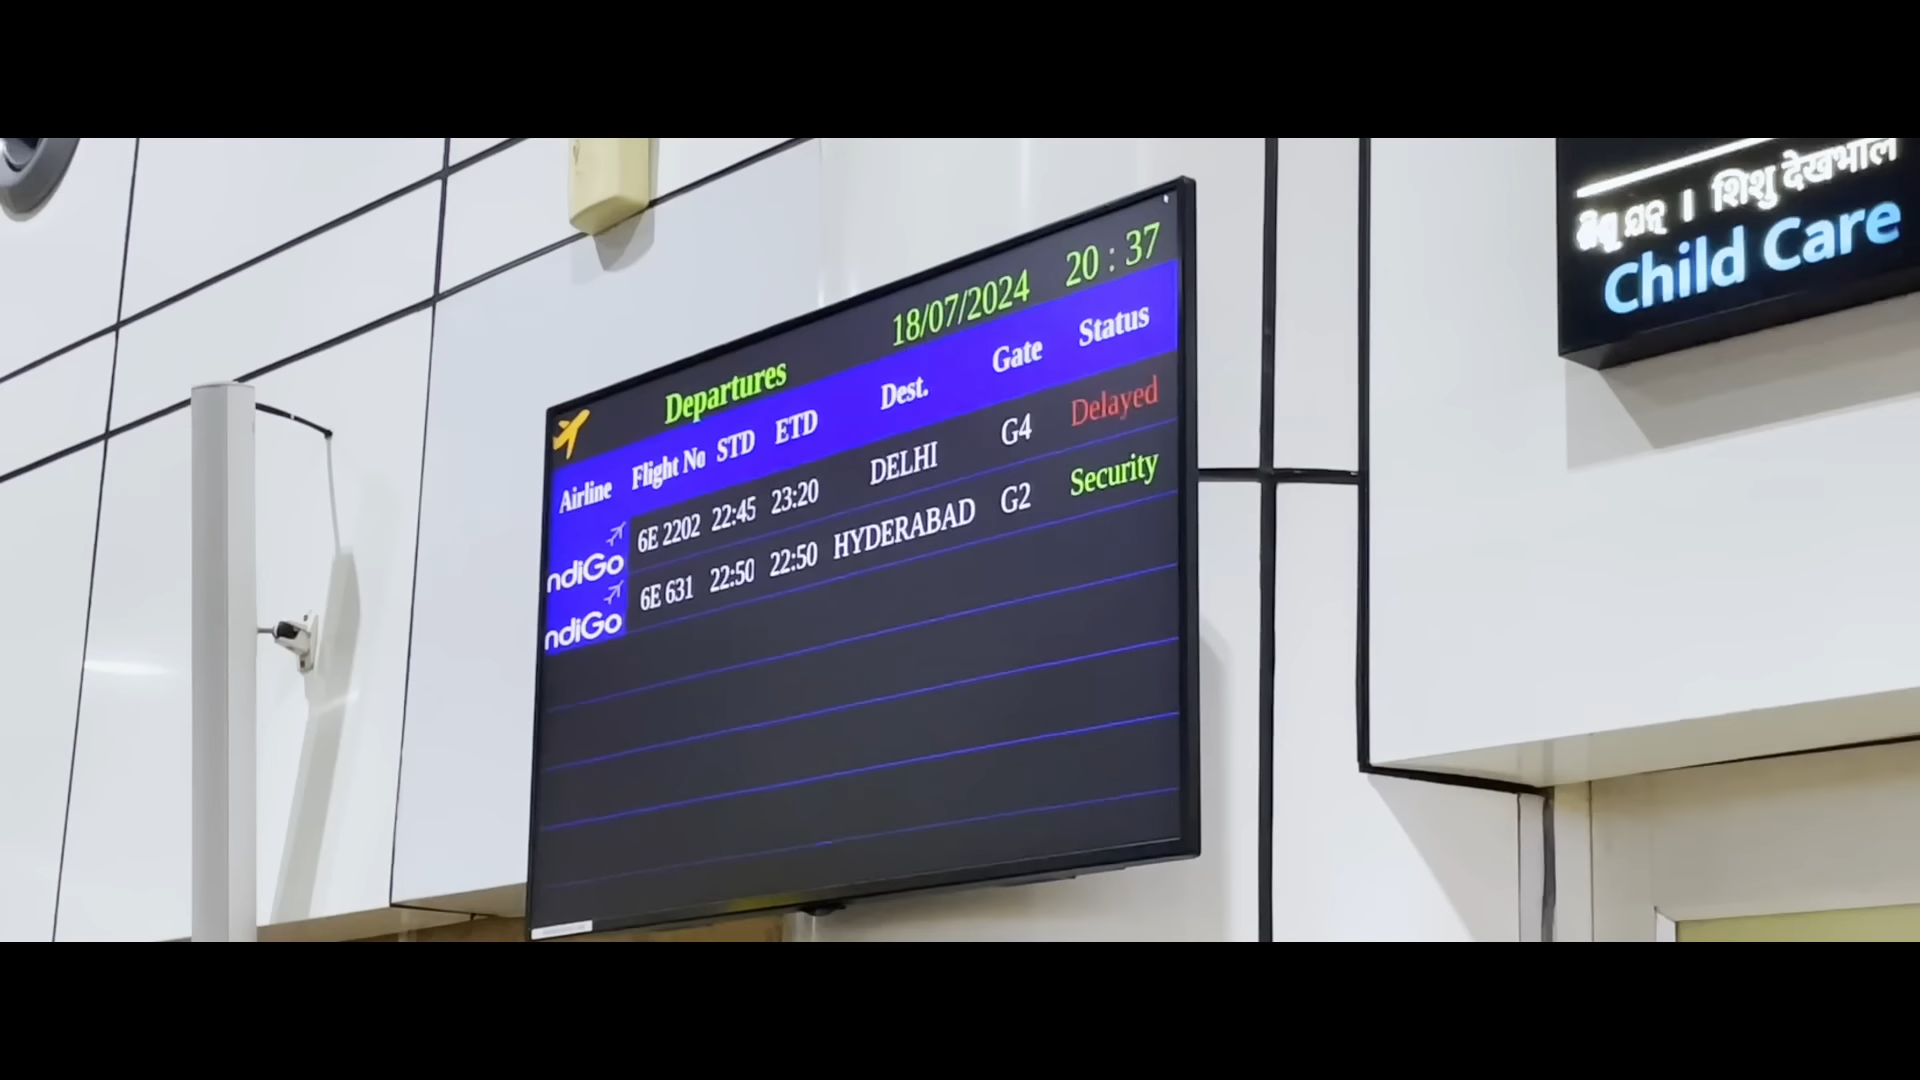 Departures 18/07/2024 20 : 37
Airline Flight No STD ETD Dest. Gate Status
ndiGo 6E 2202 22:45 23:20 DELHI G4 Delayed
ndiGo 6E 631 22:50 22:50 HYDERABAD G2 Security
ଶିଶୁ ଯତ୍ନ | शिशु देखभाल
Child Care